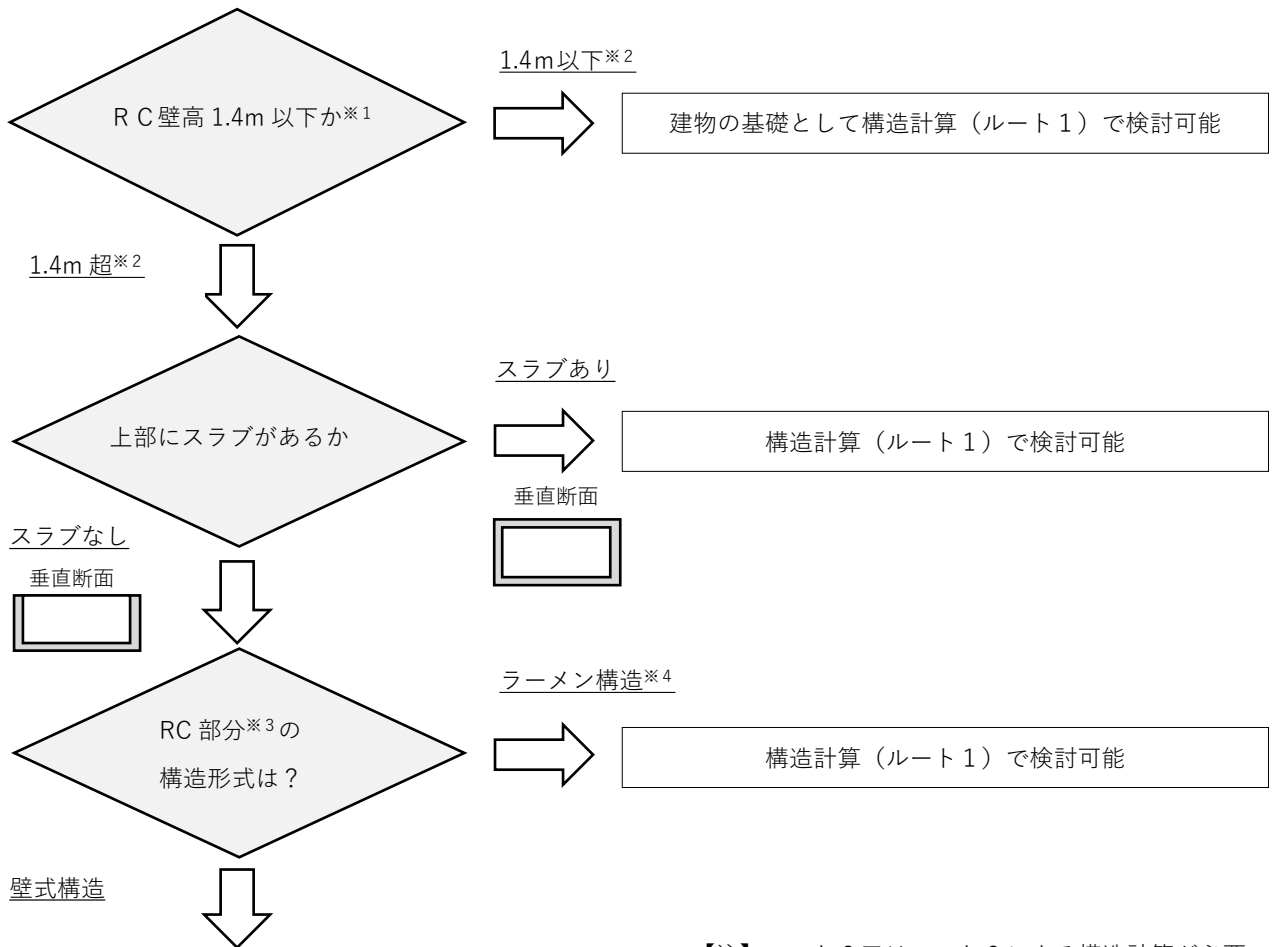 1.4m以下※2
ＲＣ壁高 1.4m 以下か※1
建物の基礎として構造計算（ルート１）で検討可能
1.4m 超※2
スラブあり
上部にスラブがあるか
構造計算（ルート１）で検討可能
垂直断面
スラブなし
垂直断面
ラーメン構造※4
RC 部分※3の
構造形式は？
構造計算（ルート１）で検討可能
壁式構造